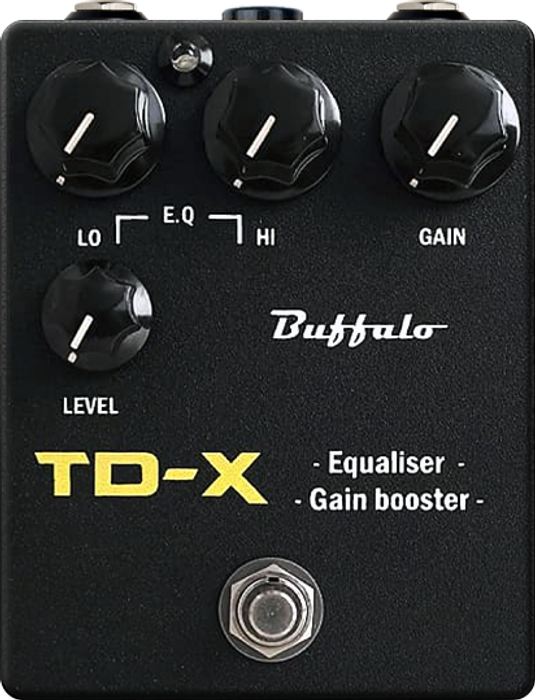 E.Q
LO HI GAIN
Buffalo
LEVEL
TD-X
- Equaliser -
- Gain booster -